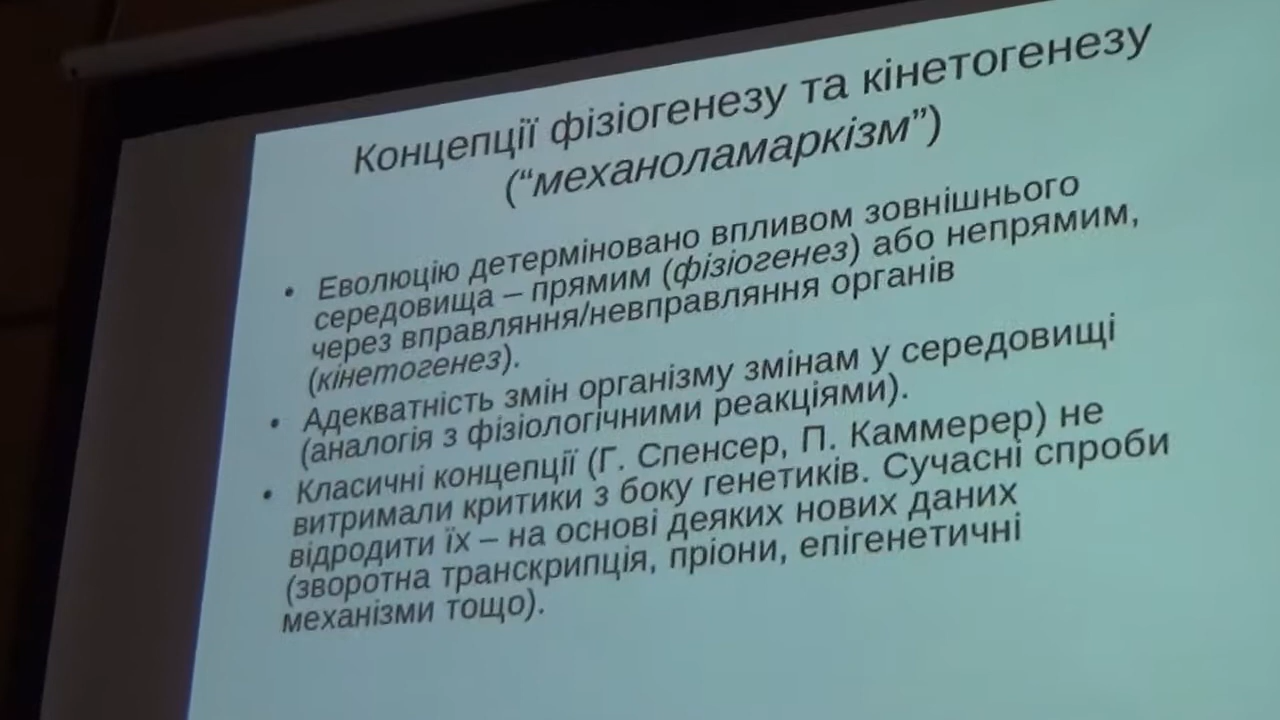 Концепції фізіогенезу та кінетогенезу
(“механоламаркізм”)
• Еволюцію детерміновано впливом зовнішнього
середовища – прямим (фізіогенез) або непрямим,
через вправляння/невправляння органів
(кінетогенез).
• Адекватність змін організму змінам у середовищі
(аналогія з фізіологічними реакціями).
• Класичні концепції (Г. Спенсер, П. Каммерер) не
витримали критики з боку генетиків. Сучасні спроби
відродити їх – на основі деяких нових даних
(зворотна транскрипція, пріони, епігенетичні
механізми тощо).